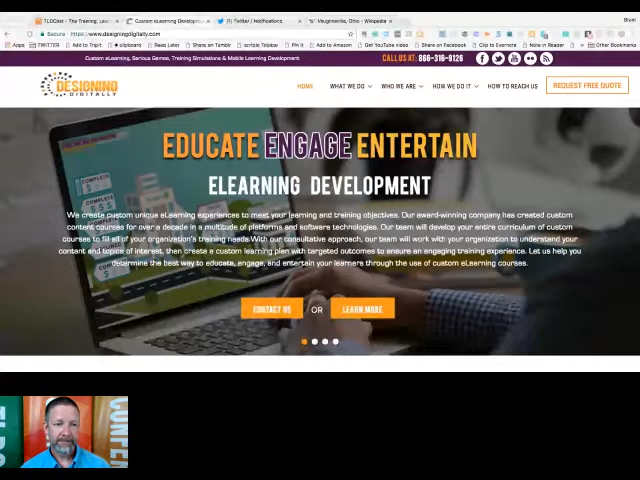 TLDCast - The Training, Lear
Custom eLearning Developme
Twitter / Notifications
Vaughnsville, Ohio - Wikipedia
Brian
Secure
https://www.designingdigitally.com
Apps
TWITTER
Add to Trip it
clipboard
Read Later
Share on Tumblr
scrible Toolbar
Pin It
Add to Amazon
Get YouTube video
Share on Facebook
Clip to Evernote
Note in Reader
Other Bookmarks
Custom eLearning, Serious Games, Training Simulations & Mobile Learning Development
CALL US AT: 866-316-9126
DESIGNING
DIGITALLY
HOME
WHAT WE DO
WHO WE ARE
HOW WE DO IT
HOW TO REACH US
REQUEST FREE QUOTE
EDUCATE ENGAGE ENTERTAIN
ELEARNING DEVELOPMENT
We create custom unique eLearning experiences to meet your learning and training objectives. Our award-winning company has created custom
content courses for over a decade in a multitude of platforms and software technologies. Our team will develop your entire curriculum of custom
courses to fill all of your organization's training needs.With our consultative approach, our team will work with your organization to understand your
content and topics of interest, then create a custom learning plan with targeted outcomes to ensure an engaging training experience. Let us help you
determine the best way to educate, engage, and entertain your learners through the use of custom eLearning courses.
COMPLETE
COMPLETE
COMPLETE
CONTACT US
OR
LEARN MORE